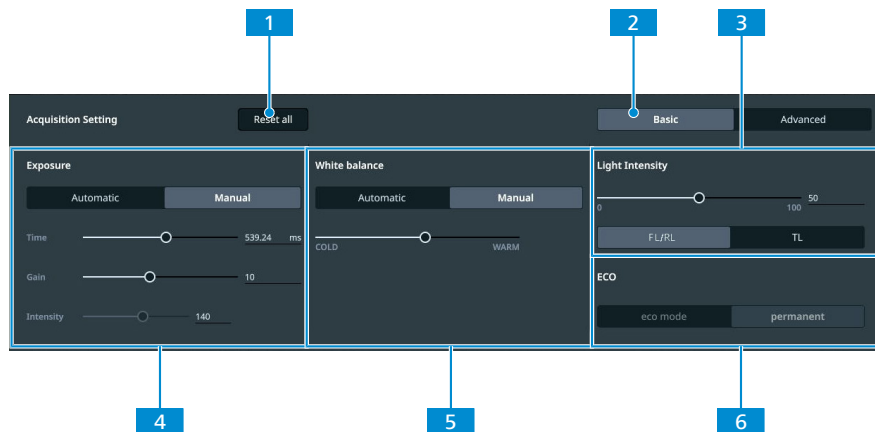 1
2
3
Acquisition Setting
Reset all
Basic
Advanced
Exposure
Automatic
Manual
Time
539.24 ms
Gain
10
Intensity
140
White balance
Automatic
Manual
COLD
WARM
Light Intensity
50
0
100
FL/RL
TL
ECO
eco mode
permanent
4
5
6